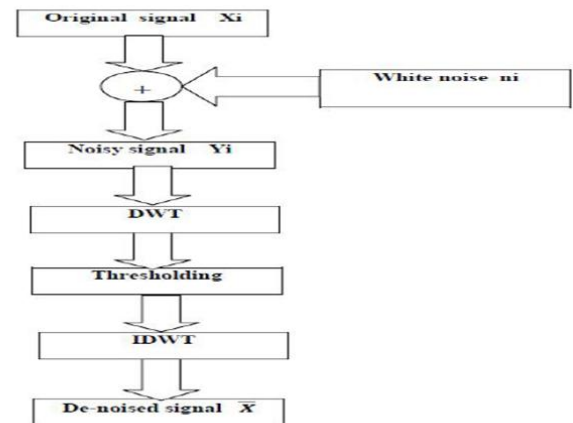 Original signal Xi
+
White noise ni
Noisy signal Yi
DWT
Thresholding
IDWT
De-noised signal X̅